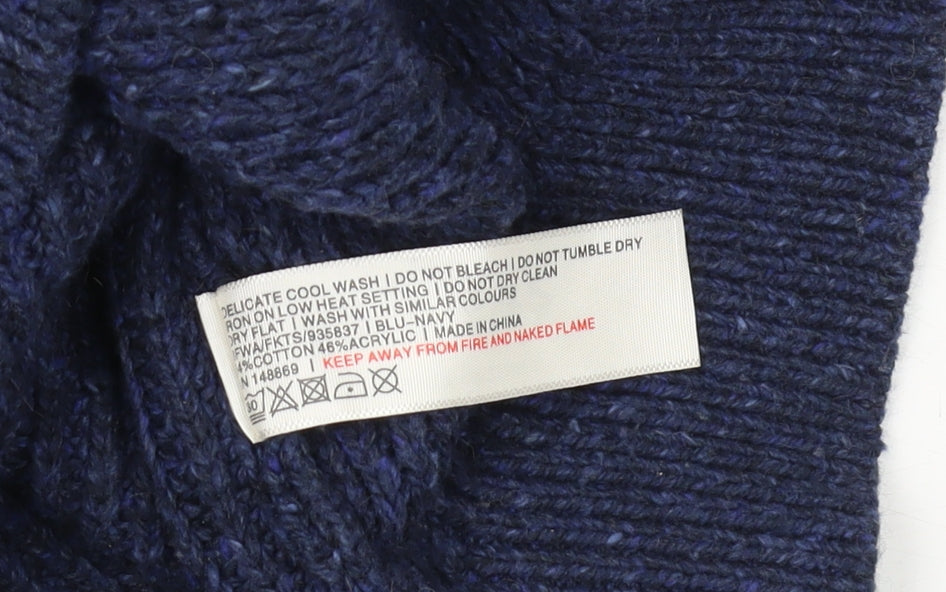 DELICATE COOL WASH | DO NOT BLEACH | DO NOT TUMBLE DRY
IRON ON LOW HEAT SETTING | DO NOT DRY CLEAN
DRY FLAT | WASH WITH SIMILAR COLOURS
FWA/FKTS/935837 | BLU-NAVY
4%COTTON 46%ACRYLIC | MADE IN CHINA
N 148869 | KEEP AWAY FROM FIRE AND NAKED FLAME
30